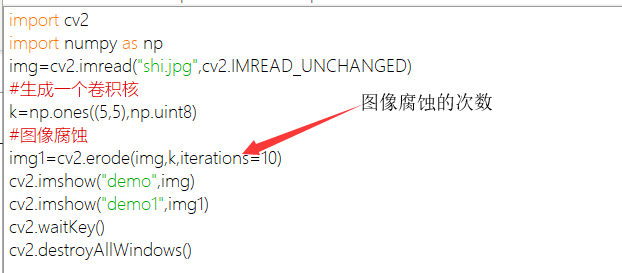 import cv2
import numpy as np
img=cv2.imread("shi.jpg",cv2.IMREAD_UNCHANGED)
#生成一个卷积核
k=np.ones((5,5),np.uint8)
图像腐蚀的次数
#图像腐蚀
img1=cv2.erode(img,k,iterations=10)
cv2.imshow("demo",img)
cv2.imshow("demo1",img1)
cv2.waitKey()
cv2.destroyAllWindows()